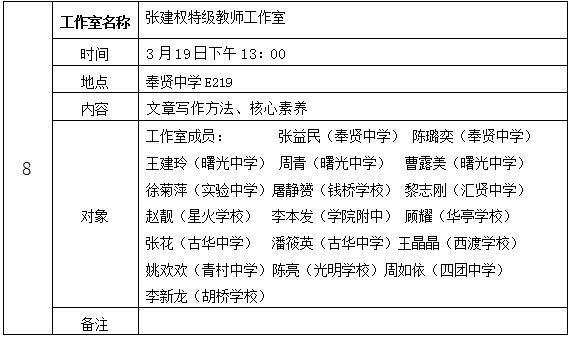 8
工作室名称 张建权特级教师工作室
时间 3月19日下午13：00
地点 奉贤中学E219
内容 文章写作方法、核心素养
对象
工作室成员： 张益民（奉贤中学） 陈璐奕（奉贤中学）
王建玲（曙光中学） 周青（曙光中学） 曹露美（曙光中学）
徐菊萍（实验中学）屠静赟（钱桥学校） 黎志刚（汇贤中学）
赵靓（星火学校） 李本发（学院附中） 顾耀（华亭学校）
张花（古华中学） 潘筱英（古华中学）王晶晶（西渡学校）
姚欢欢（青村中学）陈亮（光明学校）周如依（四团中学）
李新龙（胡桥学校）
备注